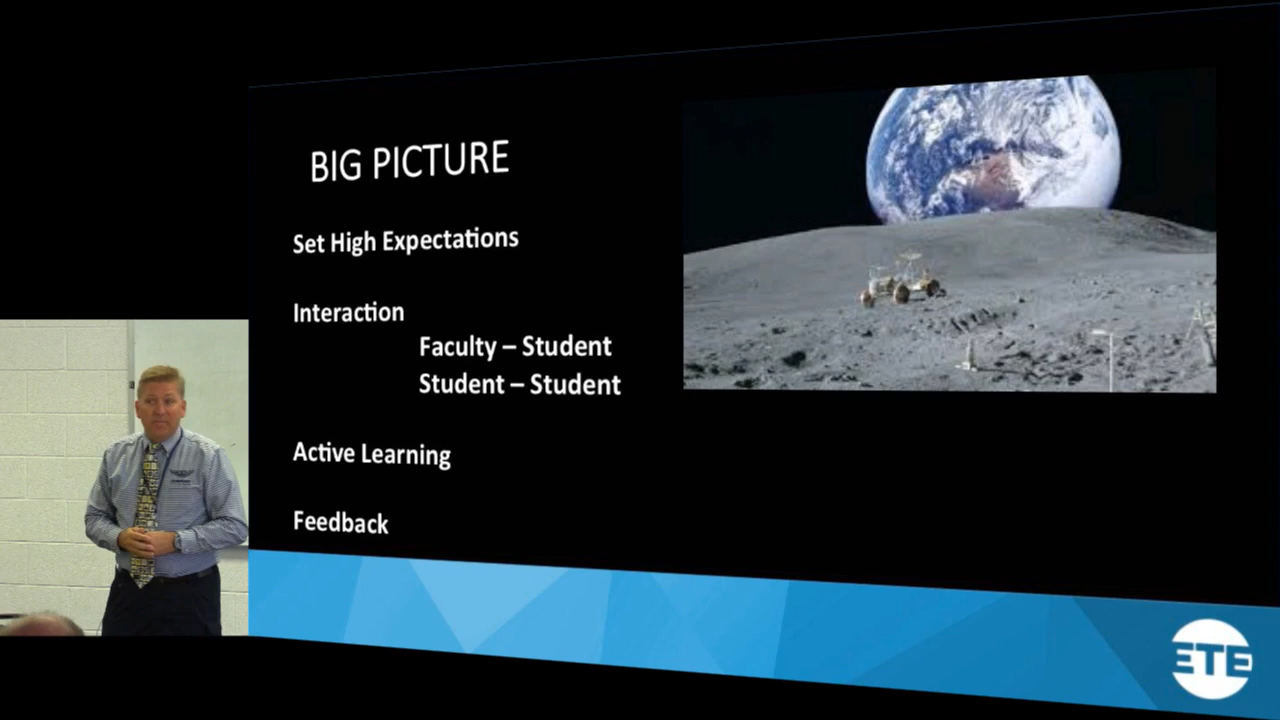 BIG PICTURE
Set High Expectations
Interaction
Faculty – Student
Student – Student
Active Learning
Feedback
ETE